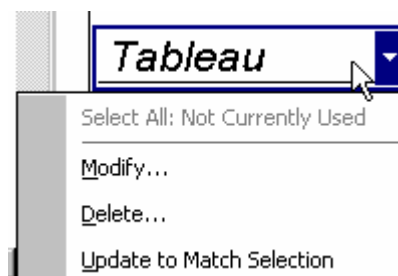 Tableau
Select All: Not Currently Used
Modify...
Delete...
Update to Match Selection